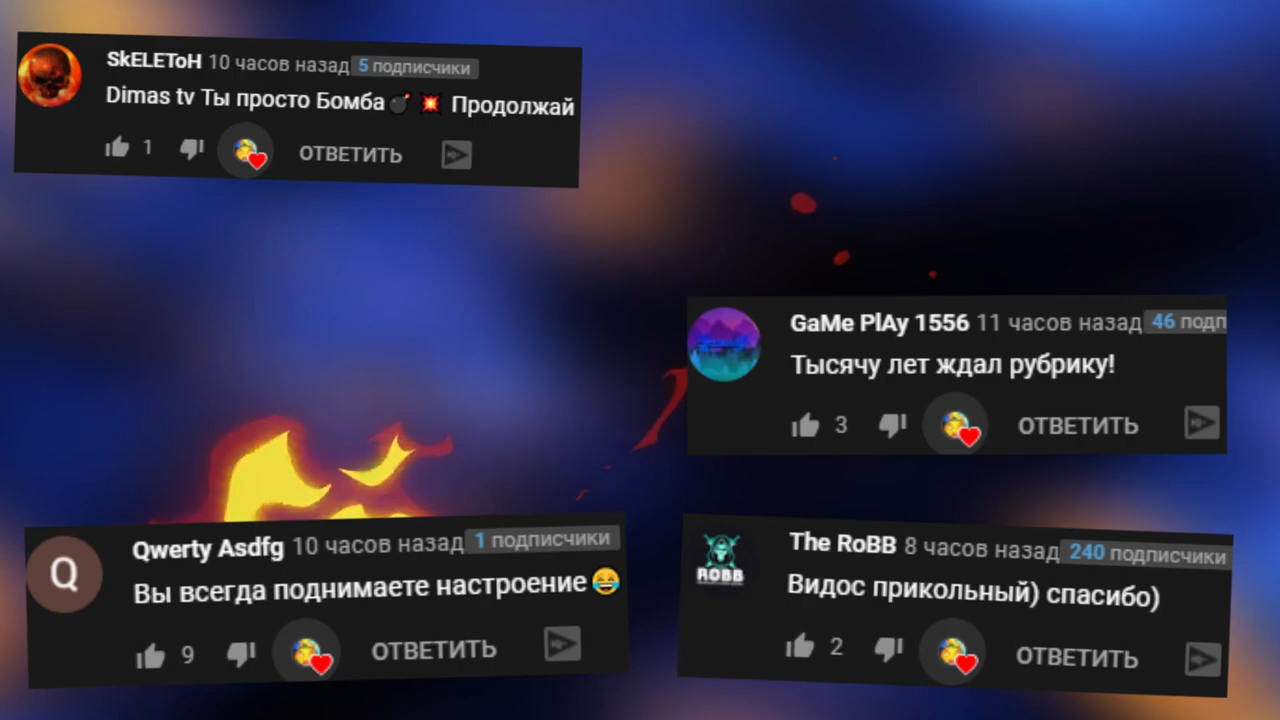 SkELEToH 10 часов назад 5 подписчики
Dimas tv Ты просто Бомба💣 💥 Продолжай
1 ОТВЕТИТЬ
GaMe PlAy 1556 11 часов назад 46 подп
Тысячу лет ждал рубрику!
3 ОТВЕТИТЬ
Q
Qwerty Asdfg 10 часов назад 1 подписчики
Вы всегда поднимаете настроение 😂
9 ОТВЕТИТЬ
ROBB
The RoBB 8 часов назад 240 подписчики
Видос прикольный) спасибо)
2 ОТВЕТИТЬ